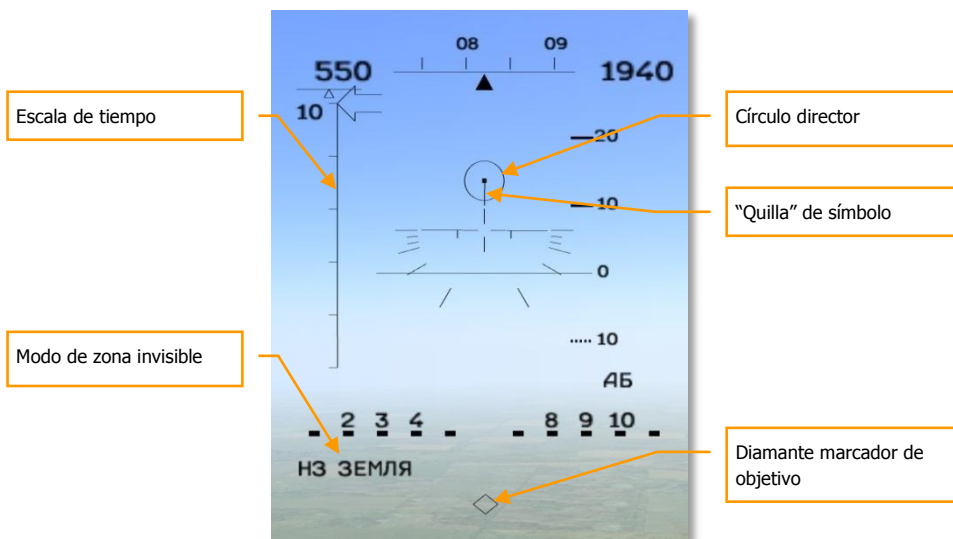 08 09
550 1940
Escala de tiempo
10
Círculo director
20
“Quilla” de símbolo
10
0
Modo de zona invisible
10
АБ
2 3 4 8 9 10
НЗ ЗЕМЛЯ
Diamante marcador de
objetivo